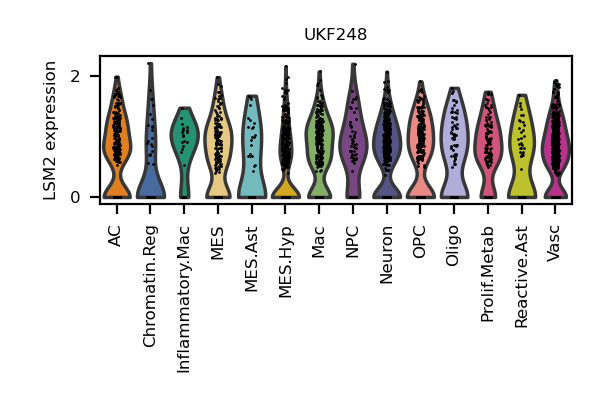 UKF248
LSM2 expression
2
0
AC
Chromatin.Reg
Inflammatory.Mac
MES
MES.Ast
MES.Hyp
Mac
NPC
Neuron
OPC
Oligo
Prolif.Metab
Reactive.Ast
Vasc